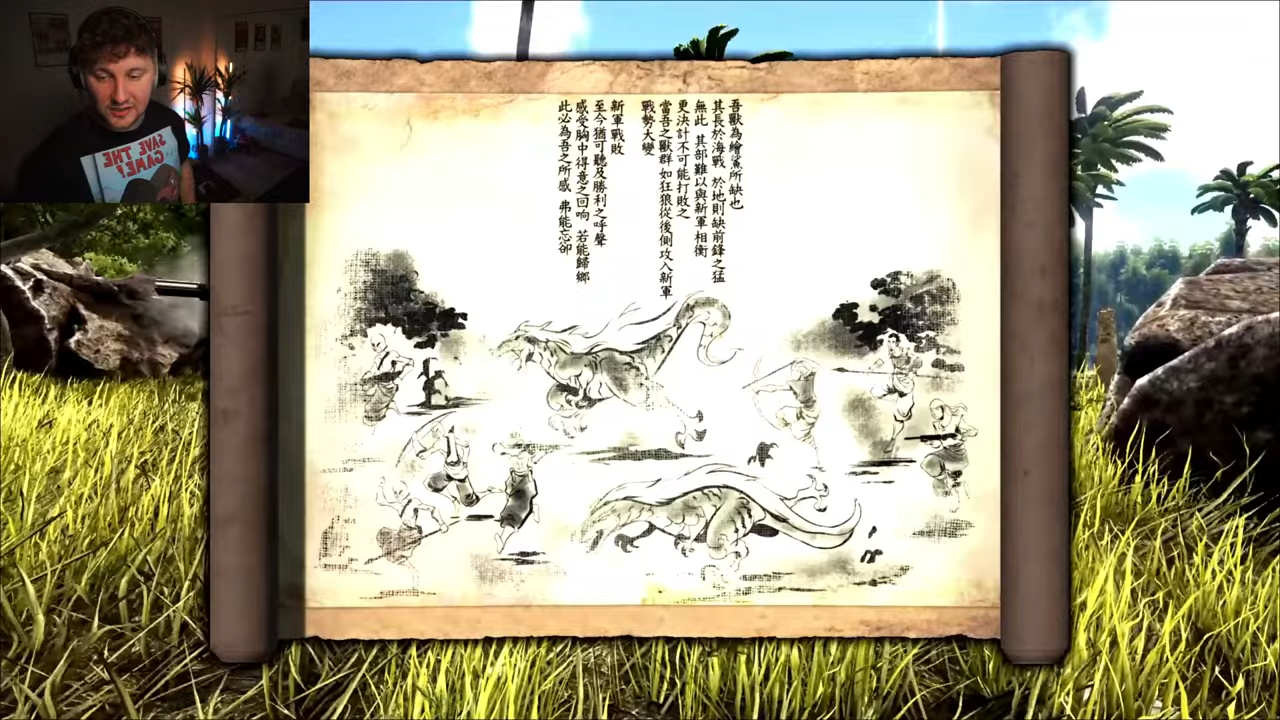 吾獸為繪鯊所缺也
其長於海戰 於地則缺前鋒之猛
無此 其部難以與新軍相衡
更決計不可能打敗之
當吾之獸群如狂狼從後側攻入新軍
戰勢大變
新軍戰敗
至今猶可聽及勝利之呼聲
感受胸中得意之回响 若能歸鄉
此必為吾之所感 弗能忘卻
SAVE THE
GAME!